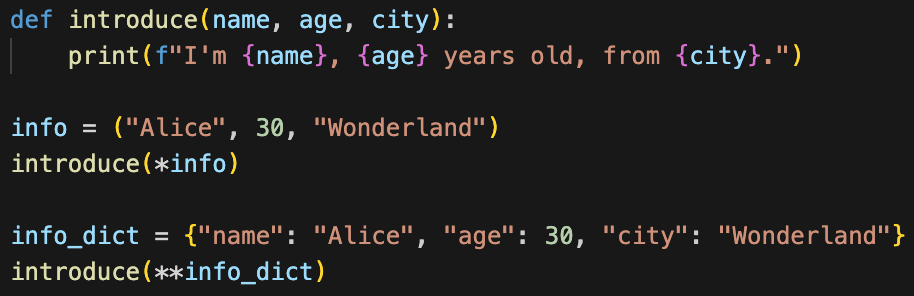 def introduce(name, age, city):
    print(f"I'm {name}, {age} years old, from {city}.")

info = ("Alice", 30, "Wonderland")
introduce(*info)

info_dict = {"name": "Alice", "age": 30, "city": "Wonderland"}
introduce(**info_dict)